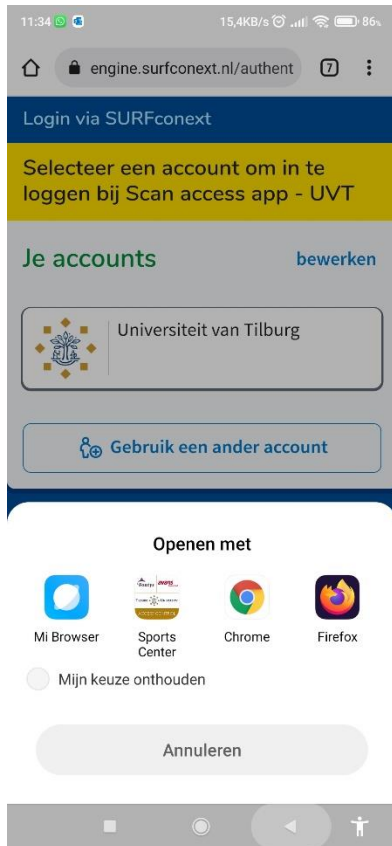 11:34 15,4KB/s 86%
engine.surfconext.nl/authent 7
Login via SURFconext
Selecteer een account om in te
loggen bij Scan access app - UVT
Je accounts bewerken
Universiteit van Tilburg
Gebruik een ander account
Openen met
Mi Browser
Sports
Center
Chrome
Firefox
Mijn keuze onthouden
Annuleren